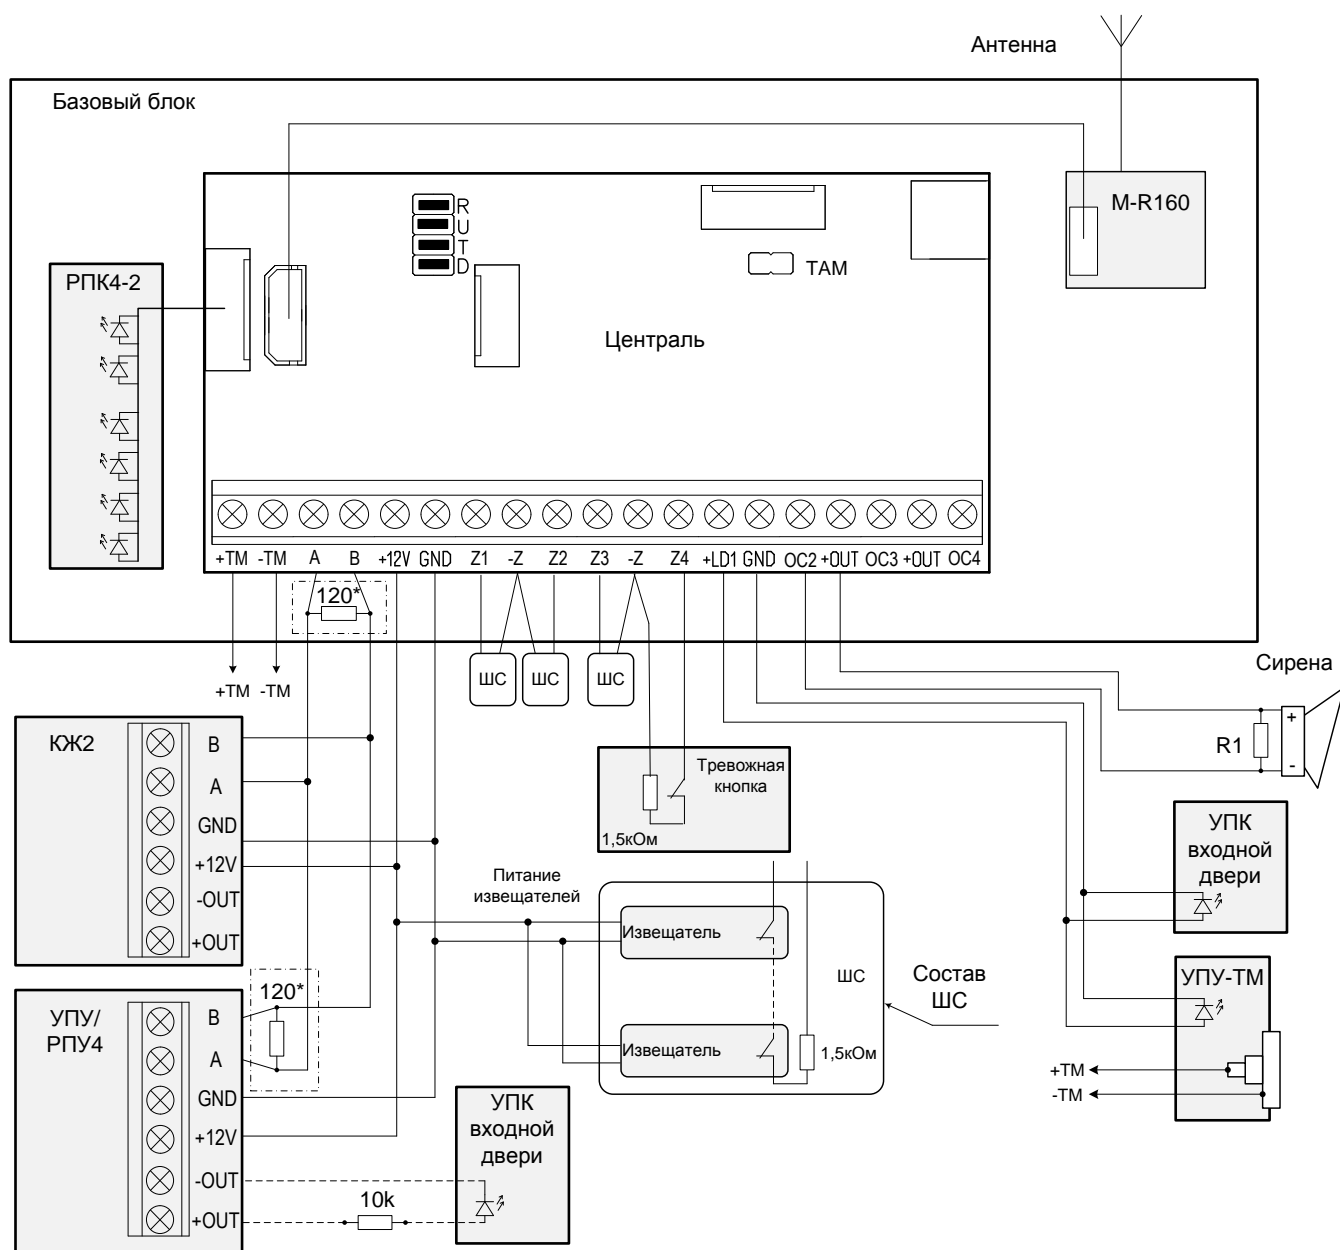 Антенна
Базовый блок
M-R160
R
U
T
D
TAM
РПК4-2
Централь
+TM -TM A B +12V GND Z1 -Z Z2 Z3 -Z Z4 +LD1 GND OC2 +OUT OC3 +OUT OC4
120*
+TM -TM
ШС ШС ШС
Сирена
+
-
R1
КЖ2
B
A
GND
+12V
-OUT
+OUT
Тревожная
кнопка
1,5кОм
УПК
входной
двери
Питание
извещателей
Извещатель
Извещатель
ШС
1,5кОм
Состав
ШС
УПУ-ТМ
+TM
-TM
120*
УПУ/
РПУ4
B
A
GND
+12V
-OUT
+OUT
10k
УПК
входной
двери